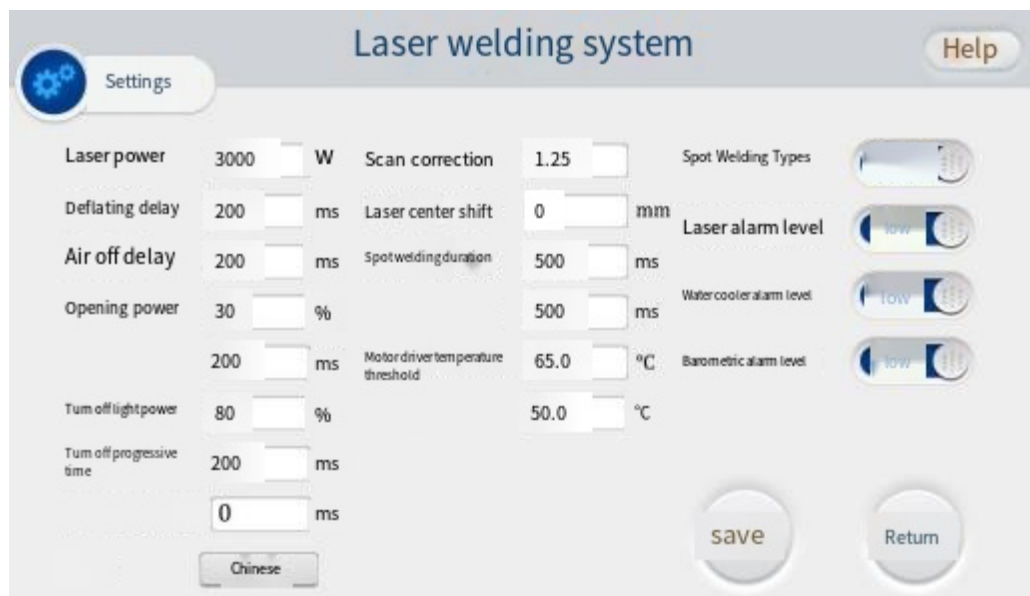 Laser welding system
Help
Settings
Laser power 3000 W
Deflating delay 200 ms
Air off delay 200 ms
Opening power 30 %
200 ms
Turn off light power 80 %
Turn off progressive
time
200 ms
0 ms
Chinese
Scan correction 1.25
Laser center shift 0 mm
Spot welding duration 500 ms
500 ms
Motor driver temperature
threshold
65.0 °C
50.0 °C
Spot Welding Types
Laser alarm level low
Water cooler alarm level low
Barometric alarm level low
save
Return